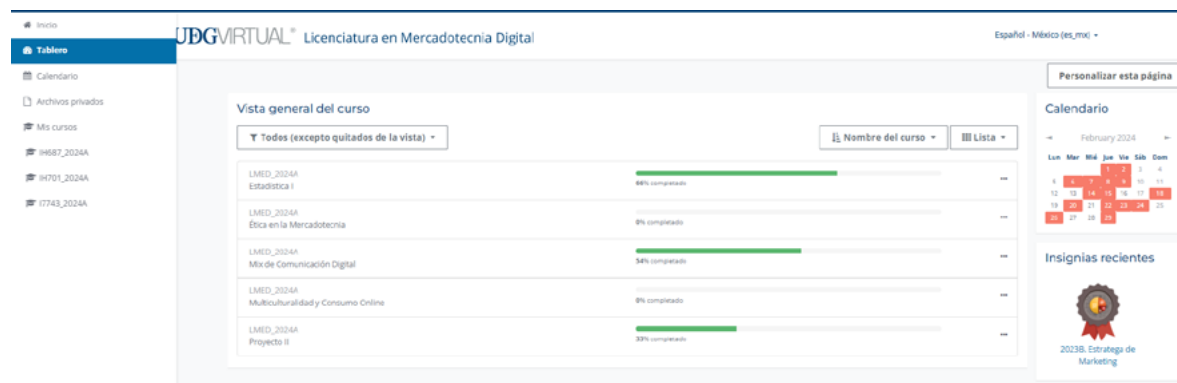 Inicio
Tablero
Calendario
Archivos privados
Mis cursos
IH687_2024A
IH701_2024A
I7743_2024A
UDGVIRTUAL® Licenciatura en Mercadotecnia Digital
Español - México (es_mx)
Personalizar esta página
Vista general del curso
Todos (excepto quitados de la vista)
Nombre del curso
Lista
LMED_2024A
Estadística I
66% completado
LMED_2024A
Ética en la Mercadotecnia
0% completado
LMED_2024A
Mix de Comunicación Digital
54% completado
LMED_2024A
Multiculturalidad y Consumo Online
0% completado
LMED_2024A
Proyecto II
33% completado
Calendario
February 2024
Lun Mar Mié Jue Vie Sáb Dom
1 2 3 4
5 6 7 8 9 10 11
12 13 14 15 16 17 18
19 20 21 22 23 24 25
26 27 28 29
Insignias recientes
2023B. Estratega de
Marketing